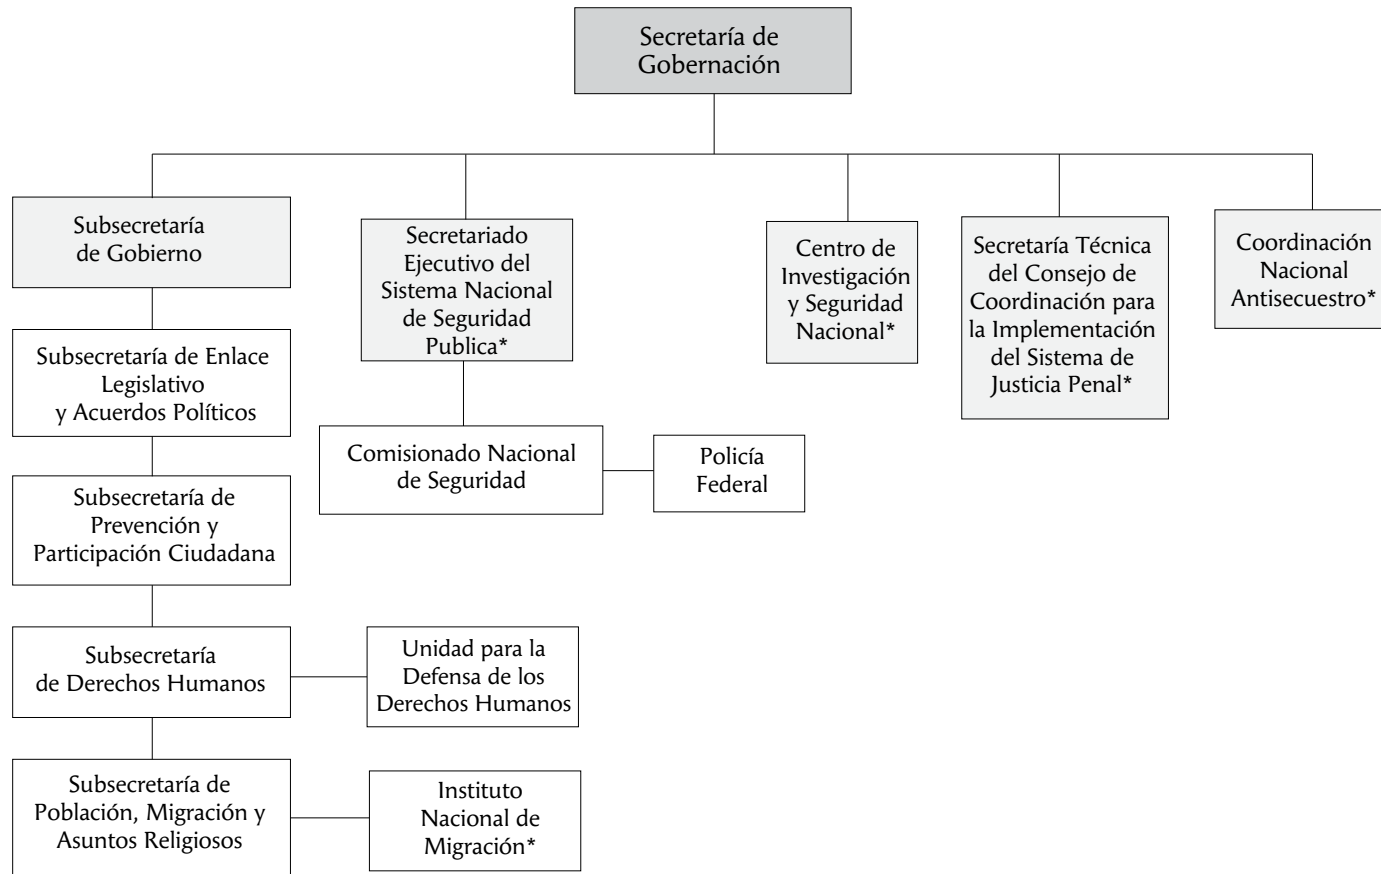 Secretaría de
Gobernación
Subsecretaría
de Gobierno
Secretariado
Ejecutivo del
Sistema Nacional
de Seguridad
Publica*
Centro de
Investigación
y Seguridad
Nacional*
Secretaría Técnica
del Consejo de
Coordinación para
la Implementación
del Sistema de
Justicia Penal*
Coordinación
Nacional
Antisecuestro*
Subsecretaría de Enlace
Legislativo
y Acuerdos Políticos
Comisionado Nacional
de Seguridad
Policía
Federal
Subsecretaría de
Prevención y
Participación Ciudadana
Subsecretaría
de Derechos Humanos
Unidad para la
Defensa de los
Derechos Humanos
Subsecretaría de
Población, Migración y
Asuntos Religiosos
Instituto
Nacional de
Migración*